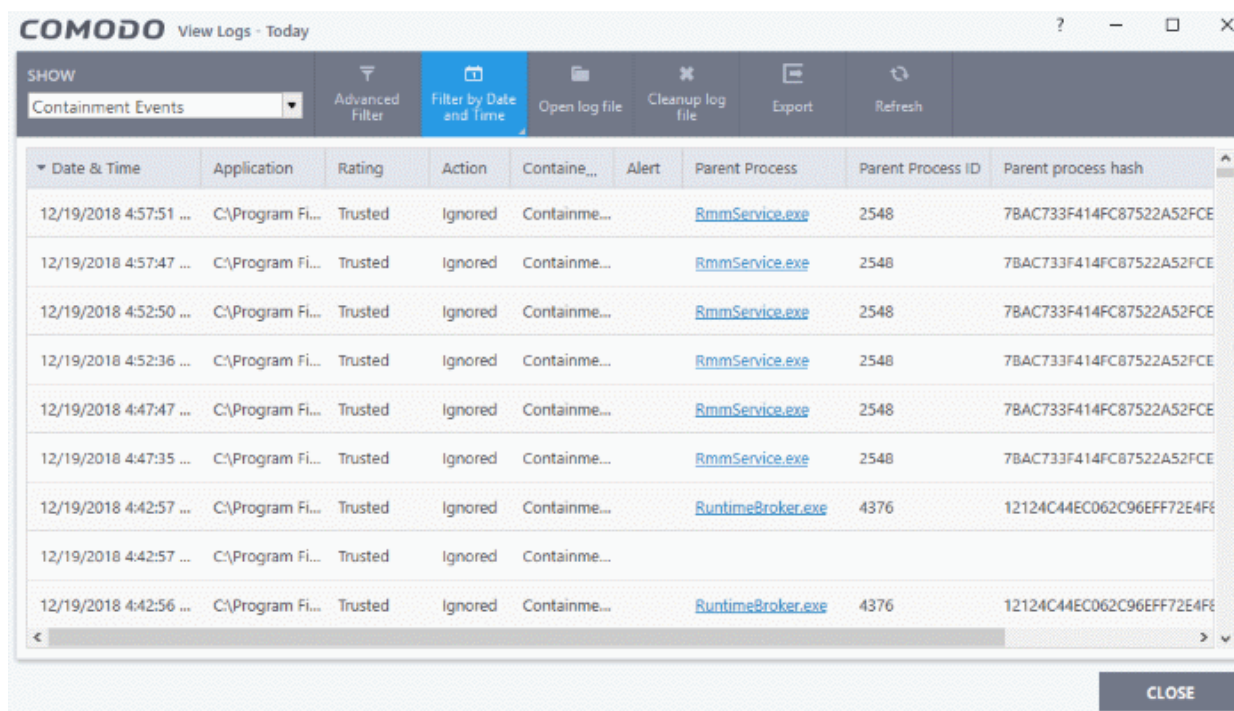 COMODO View Logs - Today ?
SHOW
Containment Events
Advanced Filter
Filter by Date and Time
Open log file
Cleanup log file
Export
Refresh
Date & Time Application Rating Action Containe... Alert Parent Process Parent Process ID Parent process hash
12/19/2018 4:57:51 ... C:\Program Fi... Trusted Ignored Containme... RmmService.exe 2548 7BAC733F414FC87522A52FCE
12/19/2018 4:57:47 ... C:\Program Fi... Trusted Ignored Containme... RmmService.exe 2548 7BAC733F414FC87522A52FCE
12/19/2018 4:52:50 ... C:\Program Fi... Trusted Ignored Containme... RmmService.exe 2548 7BAC733F414FC87522A52FCE
12/19/2018 4:52:36 ... C:\Program Fi... Trusted Ignored Containme... RmmService.exe 2548 7BAC733F414FC87522A52FCE
12/19/2018 4:47:47 ... C:\Program Fi... Trusted Ignored Containme... RmmService.exe 2548 7BAC733F414FC87522A52FCE
12/19/2018 4:47:35 ... C:\Program Fi... Trusted Ignored Containme... RmmService.exe 2548 7BAC733F414FC87522A52FCE
12/19/2018 4:42:57 ... C:\Program Fi... Trusted Ignored Containme... RuntimeBroker.exe 4376 12124C44EC062C96EFF72E4F8
12/19/2018 4:42:57 ... C:\Program Fi... Trusted Ignored Containme...
12/19/2018 4:42:56 ... C:\Program Fi... Trusted Ignored Containme... RuntimeBroker.exe 4376 12124C44EC062C96EFF72E4F8
CLOSE